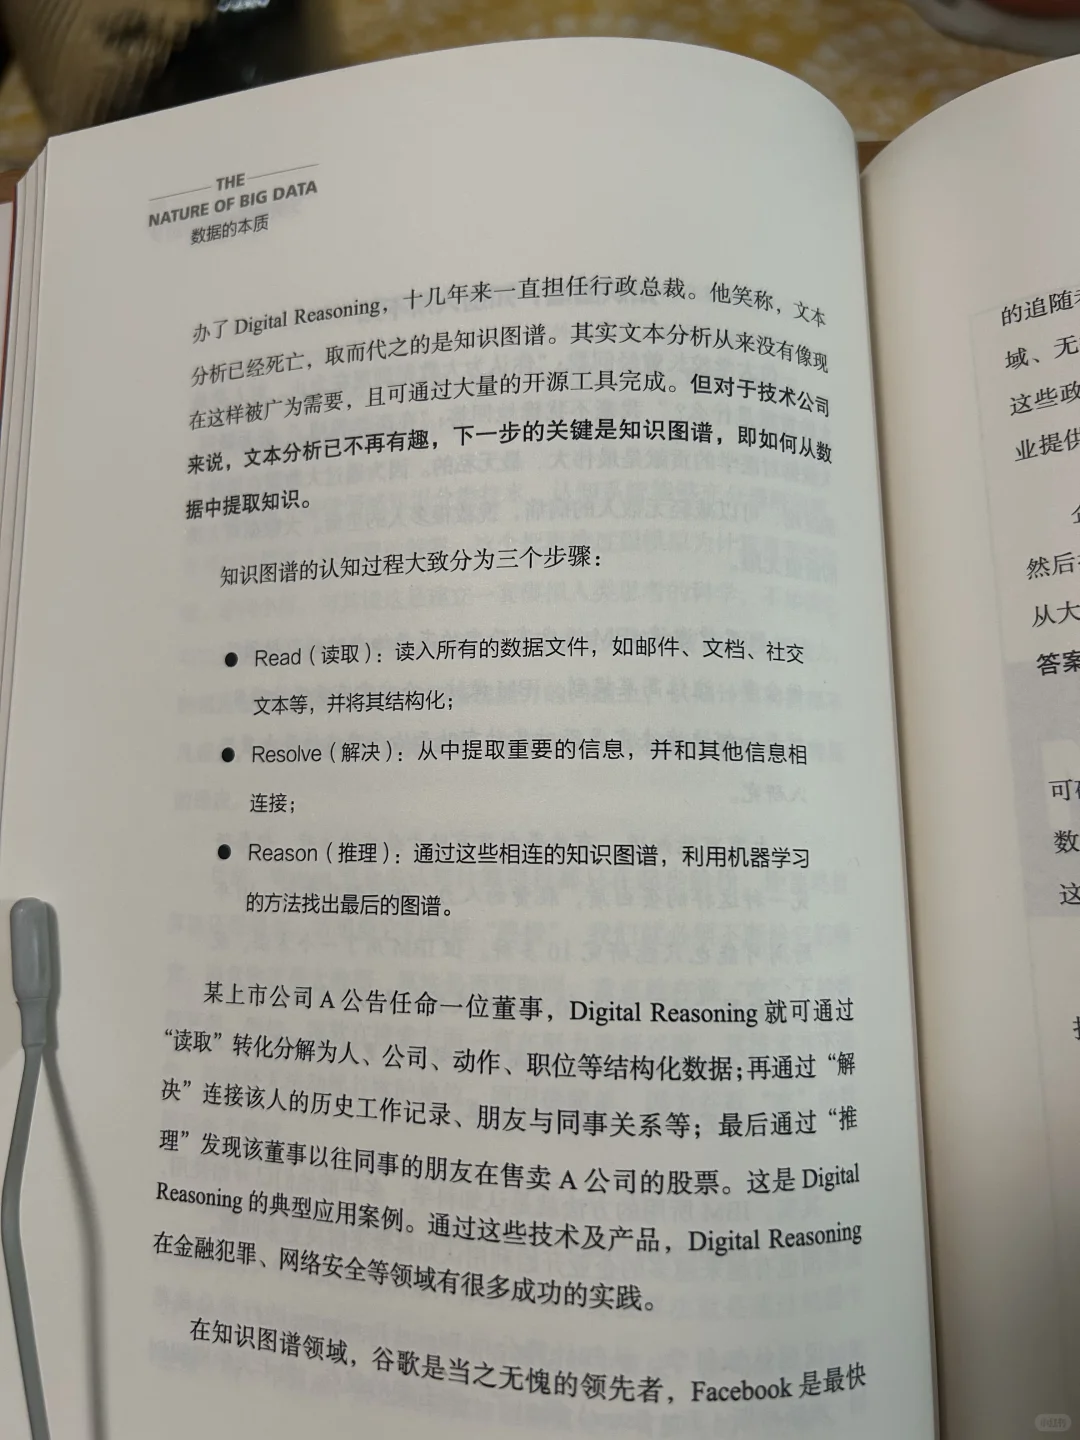 THE
NATURE OF BIG DATA
数据的本质
办了 Digital Reasoning，十几年来一直担任行政总裁。他笑称，文本
分析已经死亡，取而代之的是知识图谱。其实文本分析从来没有像现
在这样被广为需要，且可通过大量的开源工具完成。但对于技术公司
来说，文本分析已不再有趣，下一步的关键是知识图谱，即如何从数
据中提取知识。
知识图谱的认知过程大致分为三个步骤：
● Read（读取）：读入所有的数据文件，如邮件、文档、社交
文本等，并将其结构化；
● Resolve（解决）：从中提取重要的信息，并和其他信息相
连接；
● Reason（推理）：通过这些相连的知识图谱，利用机器学习
的方法找出最后的图谱。
某上市公司 A 公告任命一位董事，Digital Reasoning 就可通过
“读取”转化分解为人、公司、动作、职位等结构化数据；再通过“解
决”连接该人的历史工作记录、朋友与同事关系等；最后通过“推
理”发现该董事以往同事的朋友在售卖 A 公司的股票。这是 Digital
Reasoning 的典型应用案例。通过这些技术及产品，Digital Reasoning
在金融犯罪、网络安全等领域有很多成功的实践。
在知识图谱领域，谷歌是当之无愧的领先者，Facebook 是最快
的追随
域、无
这些政
业提供
然后
从大
答案
可
数
这
小红书